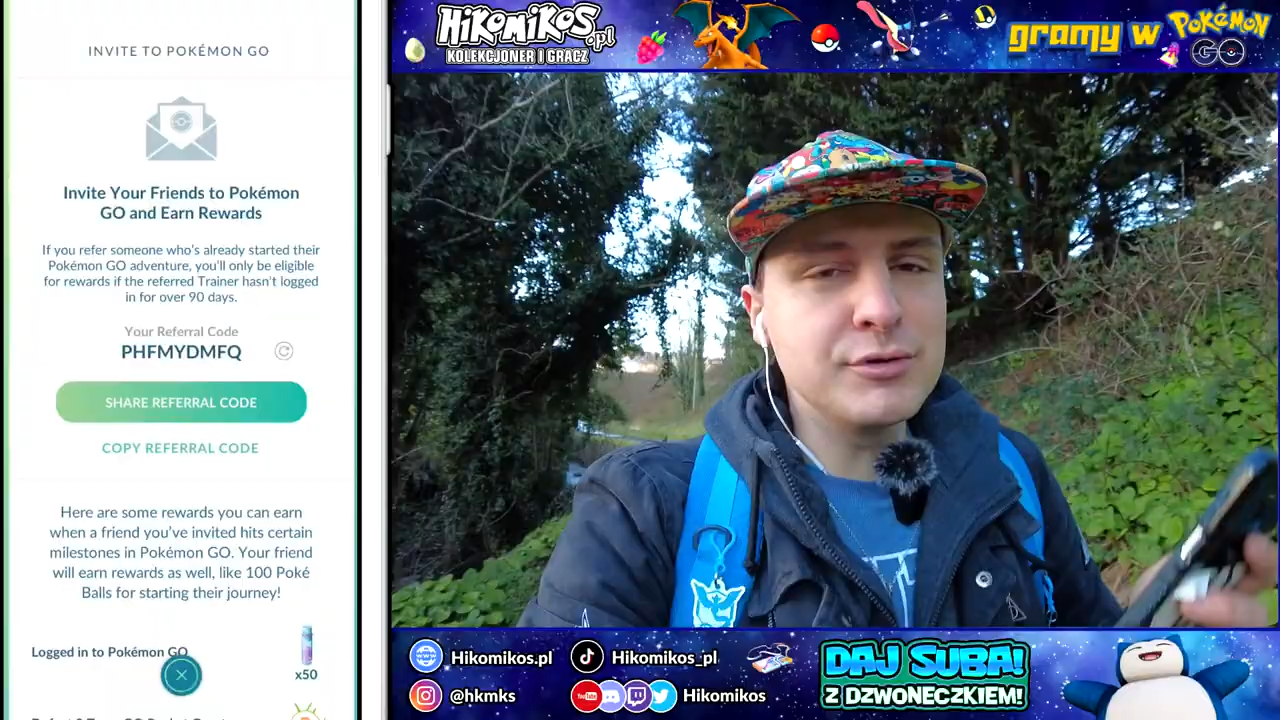 INVITE TO POKÉMON GO
Invite Your Friends to Pokémon
GO and Earn Rewards
If you refer someone who's already started their
Pokémon GO adventure, you'll only be eligible
for rewards if the referred Trainer hasn't logged
in for over 90 days.
Your Referral Code
PHFMYDMFQ
SHARE REFERRAL CODE
COPY REFERRAL CODE
Here are some rewards you can earn
when a friend you've invited hits certain
milestones in Pokémon GO. Your friend
will earn rewards as well, like 100 Poké
Balls for starting their journey!
Logged in to Pokémon GO
x50
HIKOMIKOS.pl
KOLEKCJONER I GRACZ
gramy w POKéMON
GO
Hikomikos.pl
Hikomikos_pl
@hkmks
YouTube
Hikomikos
DAJ SUBA!
Z DZWONECZKIEM!